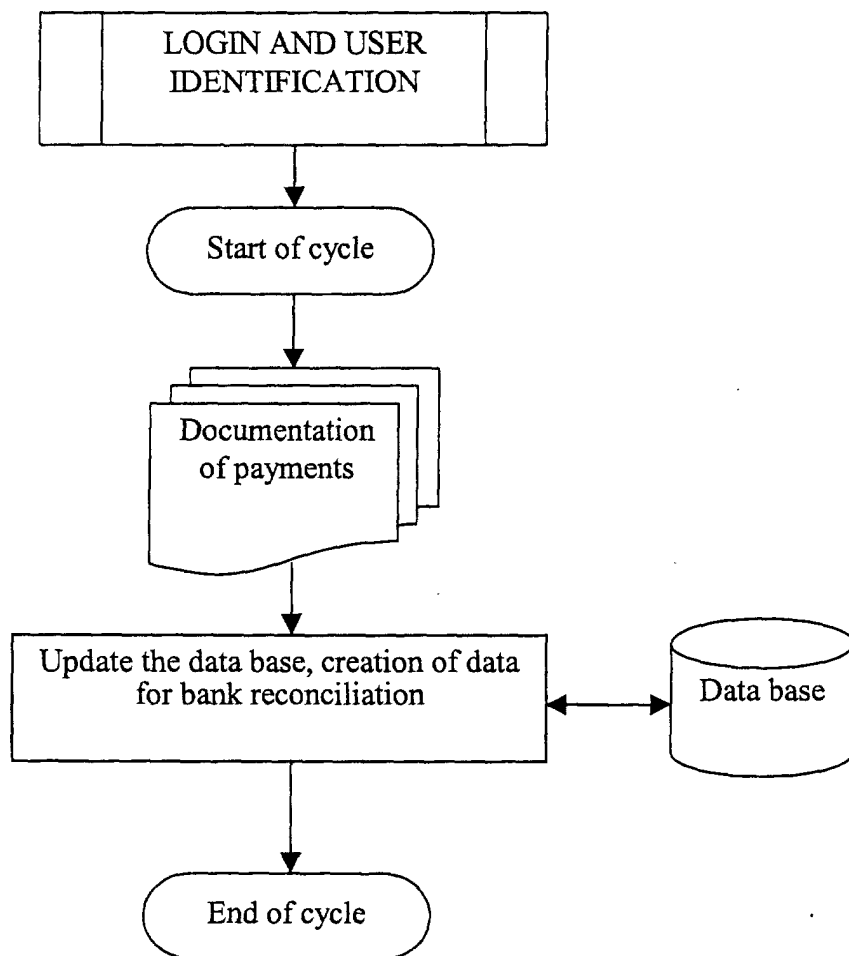 LOGIN AND USER
IDENTIFICATION
Start of cycle
Documentation
of payments
Update the data base, creation of data
for bank reconciliation
Data base
End of cycle